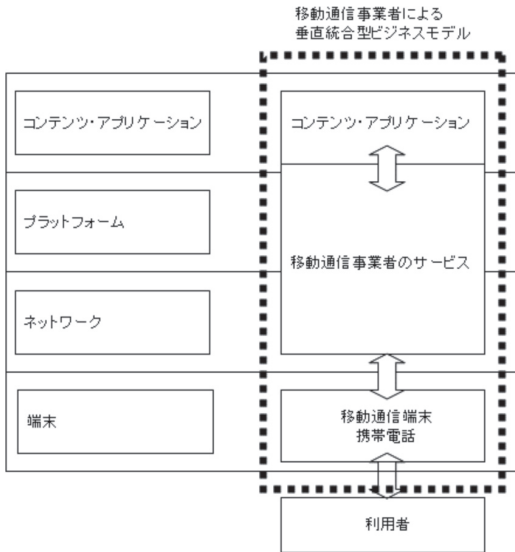 移動通信事業者による
垂直統合型ビジネスモデル
コンテンツ・アプリケーション
コンテンツ・アプリケーション
プラットフォーム
移動通信事業者のサービス
ネットワーク
端末
移動通信端末
携帯電話
利用者